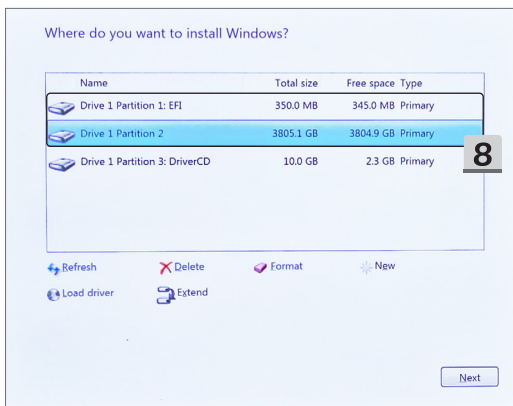 Where do you want to install Windows?
Name Total size Free space Type
Drive 1 Partition 1: EFI 350.0 MB 345.0 MB Primary
Drive 1 Partition 2 3805.1 GB 3804.9 GB Primary
8
Drive 1 Partition 3: DriverCD 10.0 GB 2.3 GB Primary
Refresh Delete Format New
Load driver Extend
Next